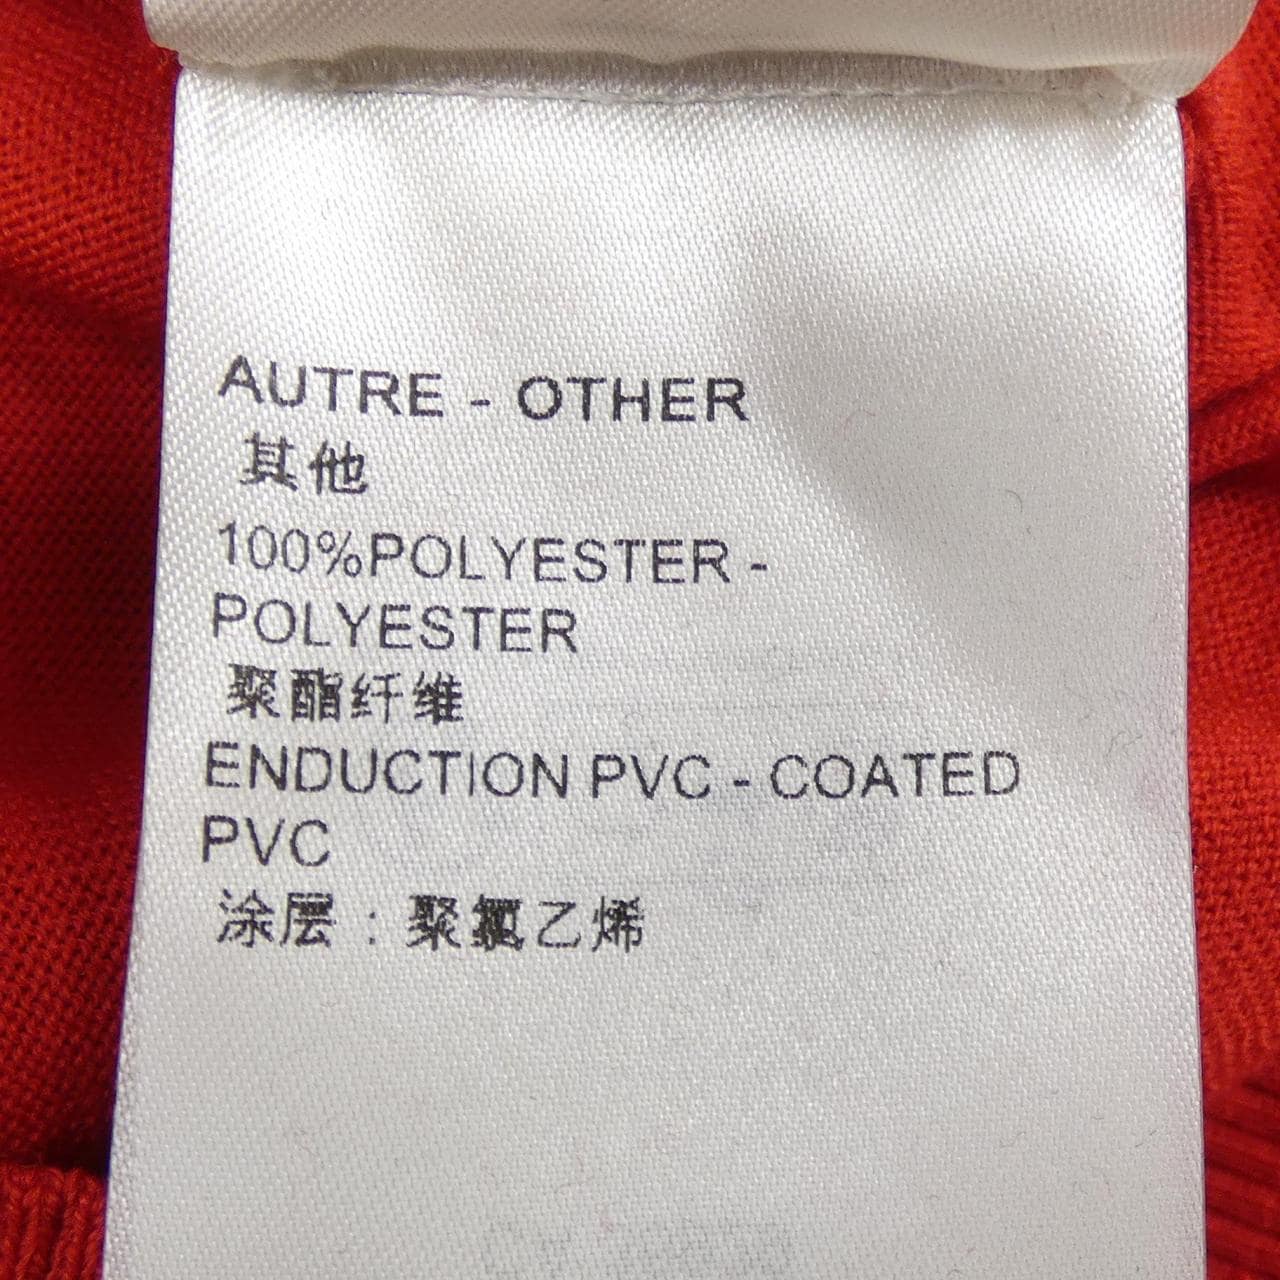 AUTRE - OTHER
其他
100%POLYESTER -
POLYESTER
聚酯纤维
ENDUCTION PVC - COATED
PVC
涂层：聚氯乙烯